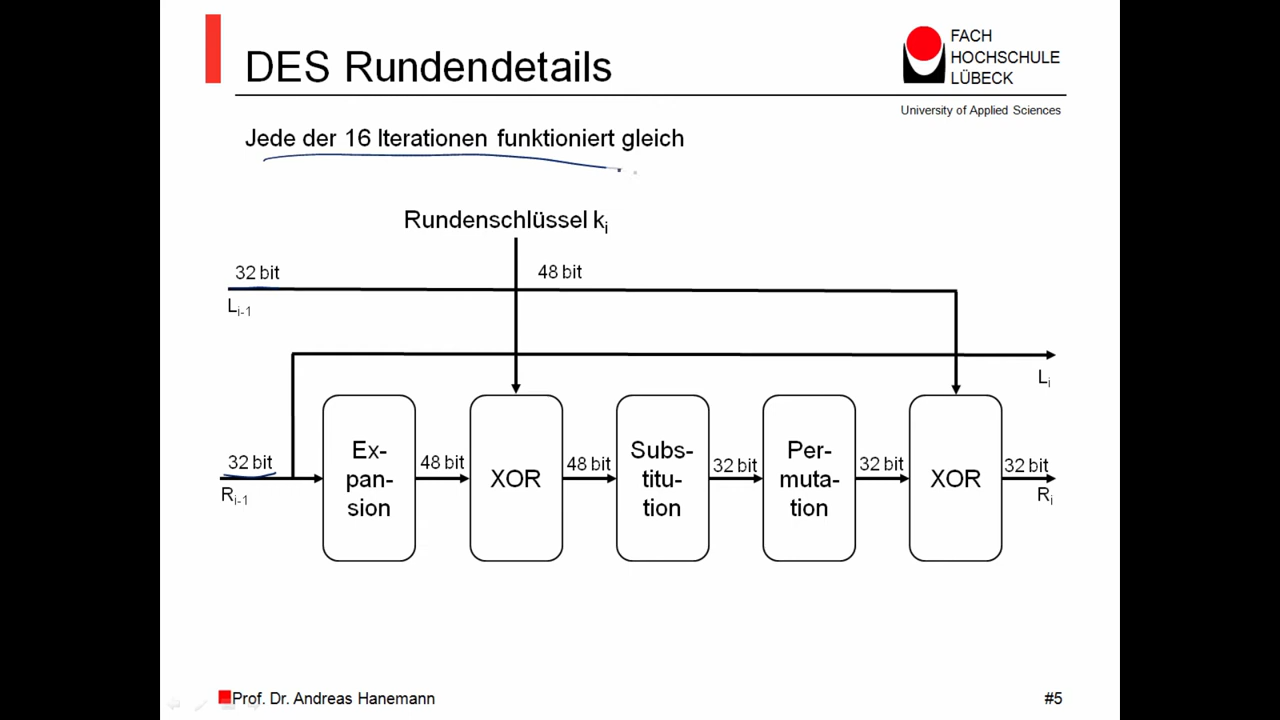 DES Rundendetails
FACH
HOCHSCHULE
LÜBECK
University of Applied Sciences
Jede der 16 Iterationen funktioniert gleich
Rundenschlüssel ki
32 bit
48 bit
Li-1
Li
32 bit
Ri-1
Ex-
pan-
sion
48 bit
XOR
48 bit
Subs-
titu-
tion
32 bit
Per-
muta-
tion
32 bit
XOR
32 bit
Ri
Prof. Dr. Andreas Hanemann
#5